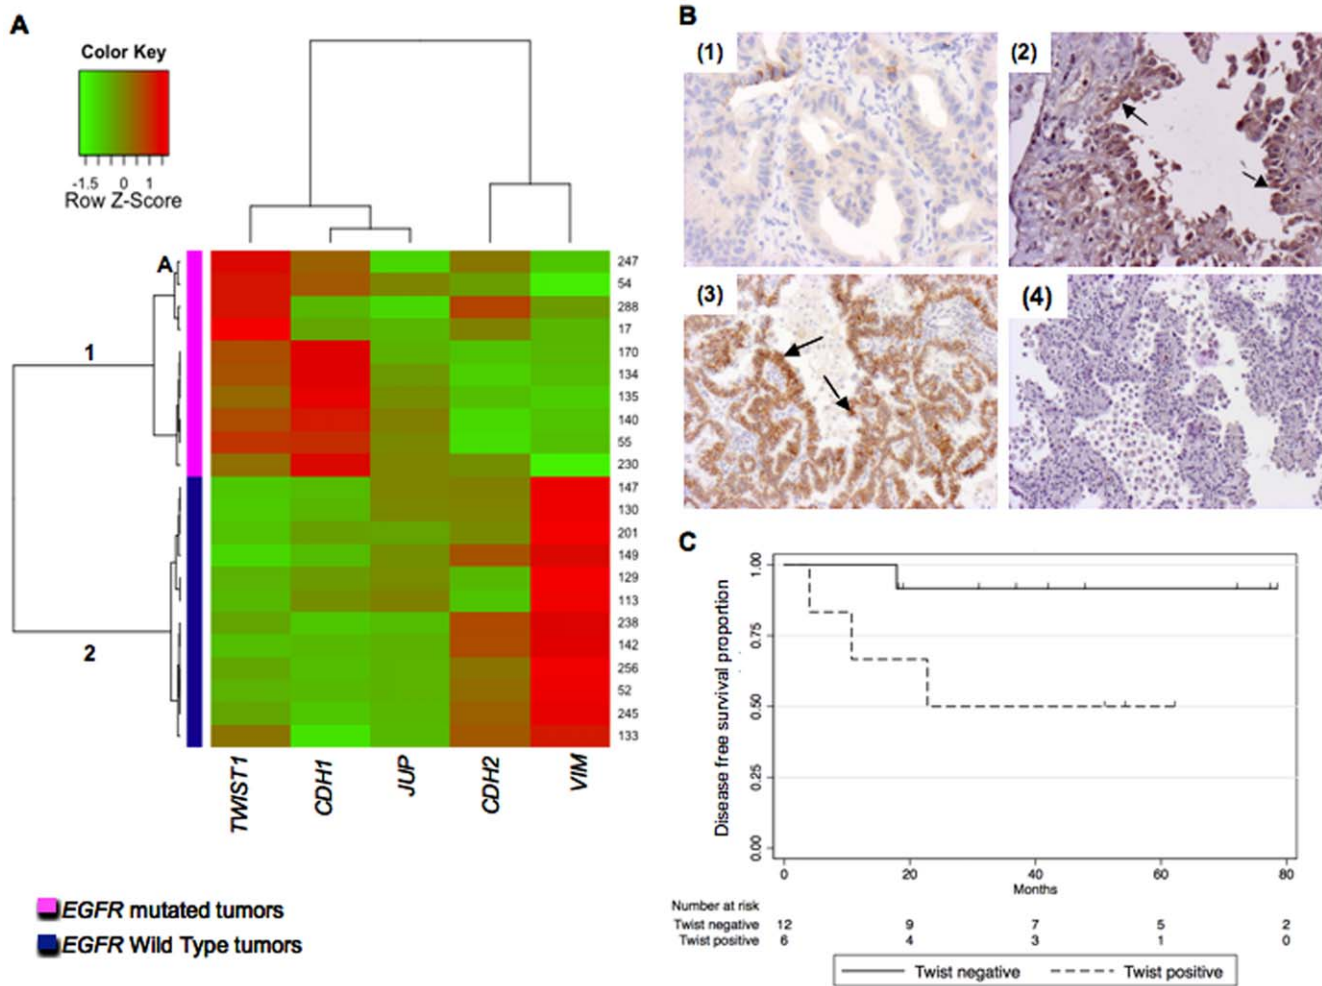 A
Color Key
-1.5 0 1
Row Z-Score
A
1
2
247
54
288
17
170
134
135
140
55
230
147
130
201
149
129
113
238
142
256
52
245
133
TWIST1 CDH1 JUP CDH2 VIM
EGFR mutated tumors
EGFR Wild Type tumors
B
(1) (2)
(3) (4)
C
Disease free survival proportion
1.00
0.75
0.50
0.25
0.00
0 20 40 60 80
Months
Number at risk
Twist negative 12 9 7 5 2
Twist positive 6 4 3 1 0
Twist negative Twist positive